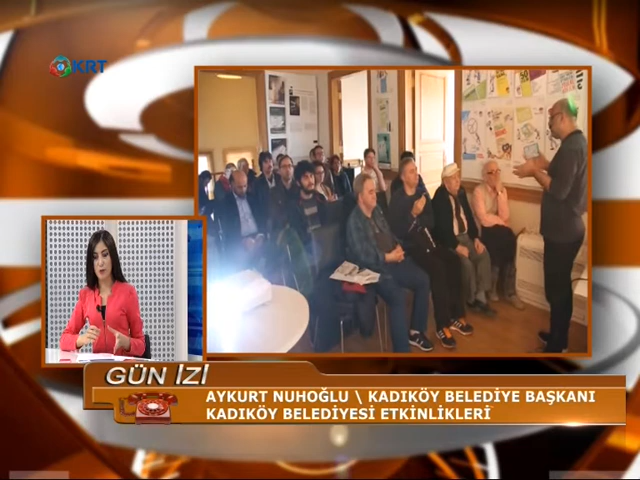 KRT
GÜN İZİ
AYKURT NUHOĞLU \ KADIKÖY BELEDİYE BAŞKANI
KADIKÖY BELEDİYESİ ETKİNLİKLERİ